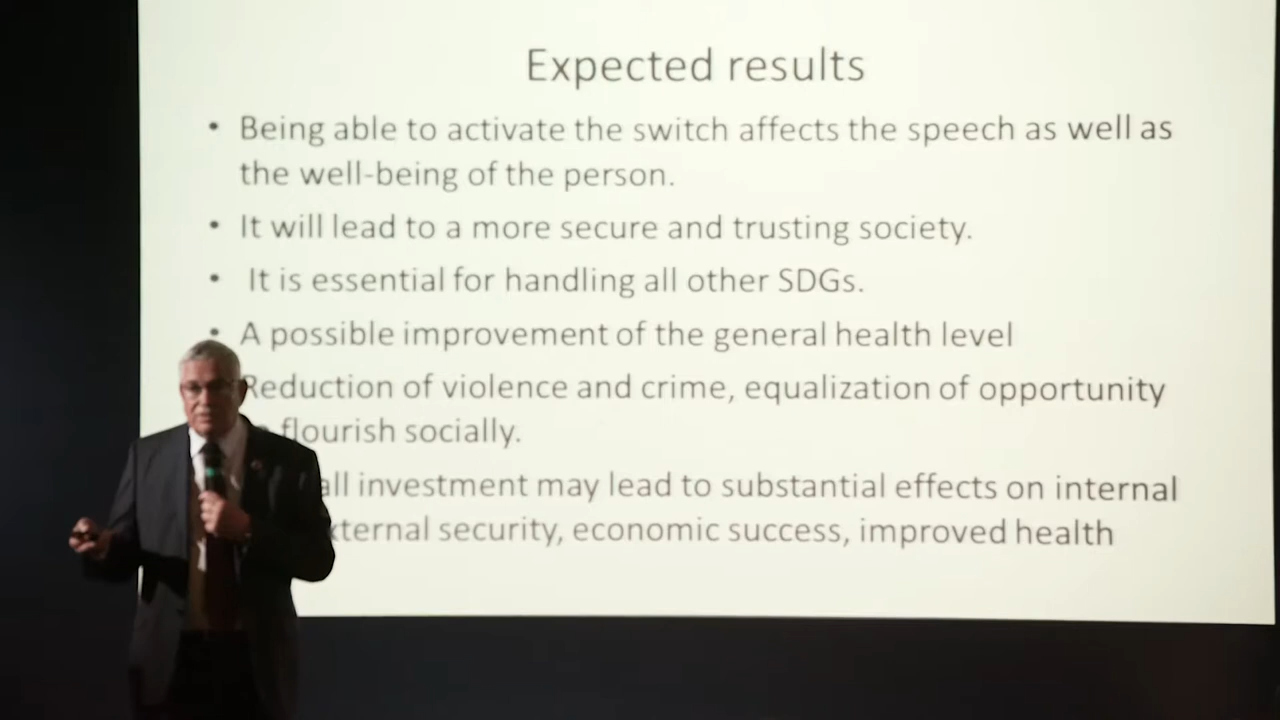 Expected results
• Being able to activate the switch affects the speech as well as
the well-being of the person.
• It will lead to a more secure and trusting society.
• It is essential for handling all other SDGs.
• A possible improvement of the general health level
Reduction of violence and crime, equalization of opportunity
flourish socially.
investment may lead to substantial effects on internal
security, economic success, improved health